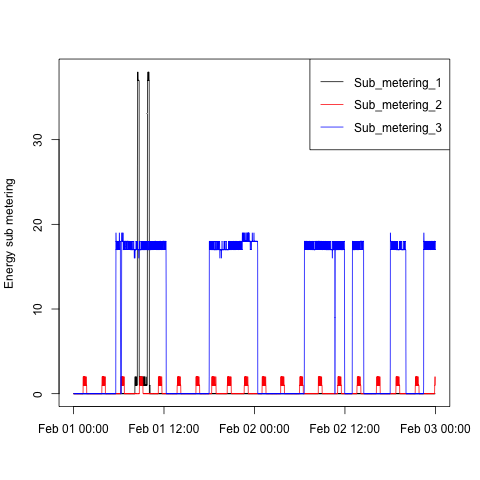 Sub_metering_1
Sub_metering_2
Sub_metering_3
Energy sub metering
30
20
10
0
Feb 01 00:00 Feb 01 12:00 Feb 02 00:00 Feb 02 12:00 Feb 03 00:00